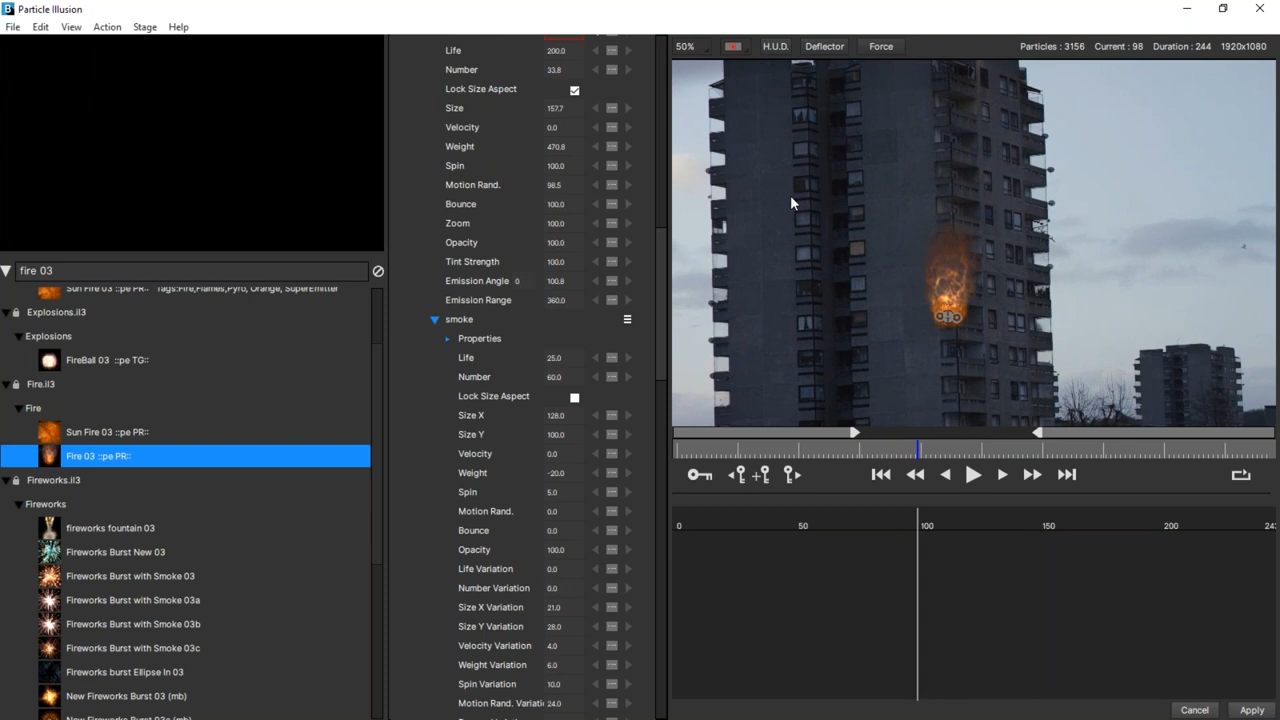 Particle Illusion
File Edit View Action Stage Help
fire 03
Sun Fire 03 ::pe PR:: Tags:Fire,Flames,Pyro, Orange, SuperEmitter
Explosions.il3
Explosions
FireBall 03 ::pe TG::
Fire.il3
Fire
Sun Fire 03 ::pe PR::
Fire 03 ::pe PR::
Fireworks.il3
Fireworks
fireworks fountain 03
Fireworks Burst New 03
Fireworks Burst with Smoke 03
Fireworks Burst with Smoke 03a
Fireworks Burst with Smoke 03b
Fireworks Burst with Smoke 03c
Fireworks burst Ellipse In 03
New Fireworks Burst 03 (mb)
New Fireworks Burst 03a (mb)
Life 200.0
Number 33.8
Lock Size Aspect
Size 157.7
Velocity 0.0
Weight 470.8
Spin 100.0
Motion Rand. 98.5
Bounce 100.0
Zoom 100.0
Opacity 100.0
Tint Strength 100.0
Emission Angle 0 100.8
Emission Range 360.0
smoke
Properties
Life 25.0
Number 60.0
Lock Size Aspect
Size X 128.0
Size Y 100.0
Velocity 0.0
Weight -20.0
Spin 5.0
Motion Rand. 0.0
Bounce 0.0
Opacity 100.0
Life Variation 0.0
Number Variation 0.0
Size X Variation 21.0
Size Y Variation 28.0
Velocity Variation 4.0
Weight Variation 6.0
Spin Variation 10.0
Motion Rand. Variati 24.0
50% H.U.D. Deflector Force Particles : 3156 Current : 98 Duration : 244 1920x1080
0 50 100 150 200 24
Cancel Apply